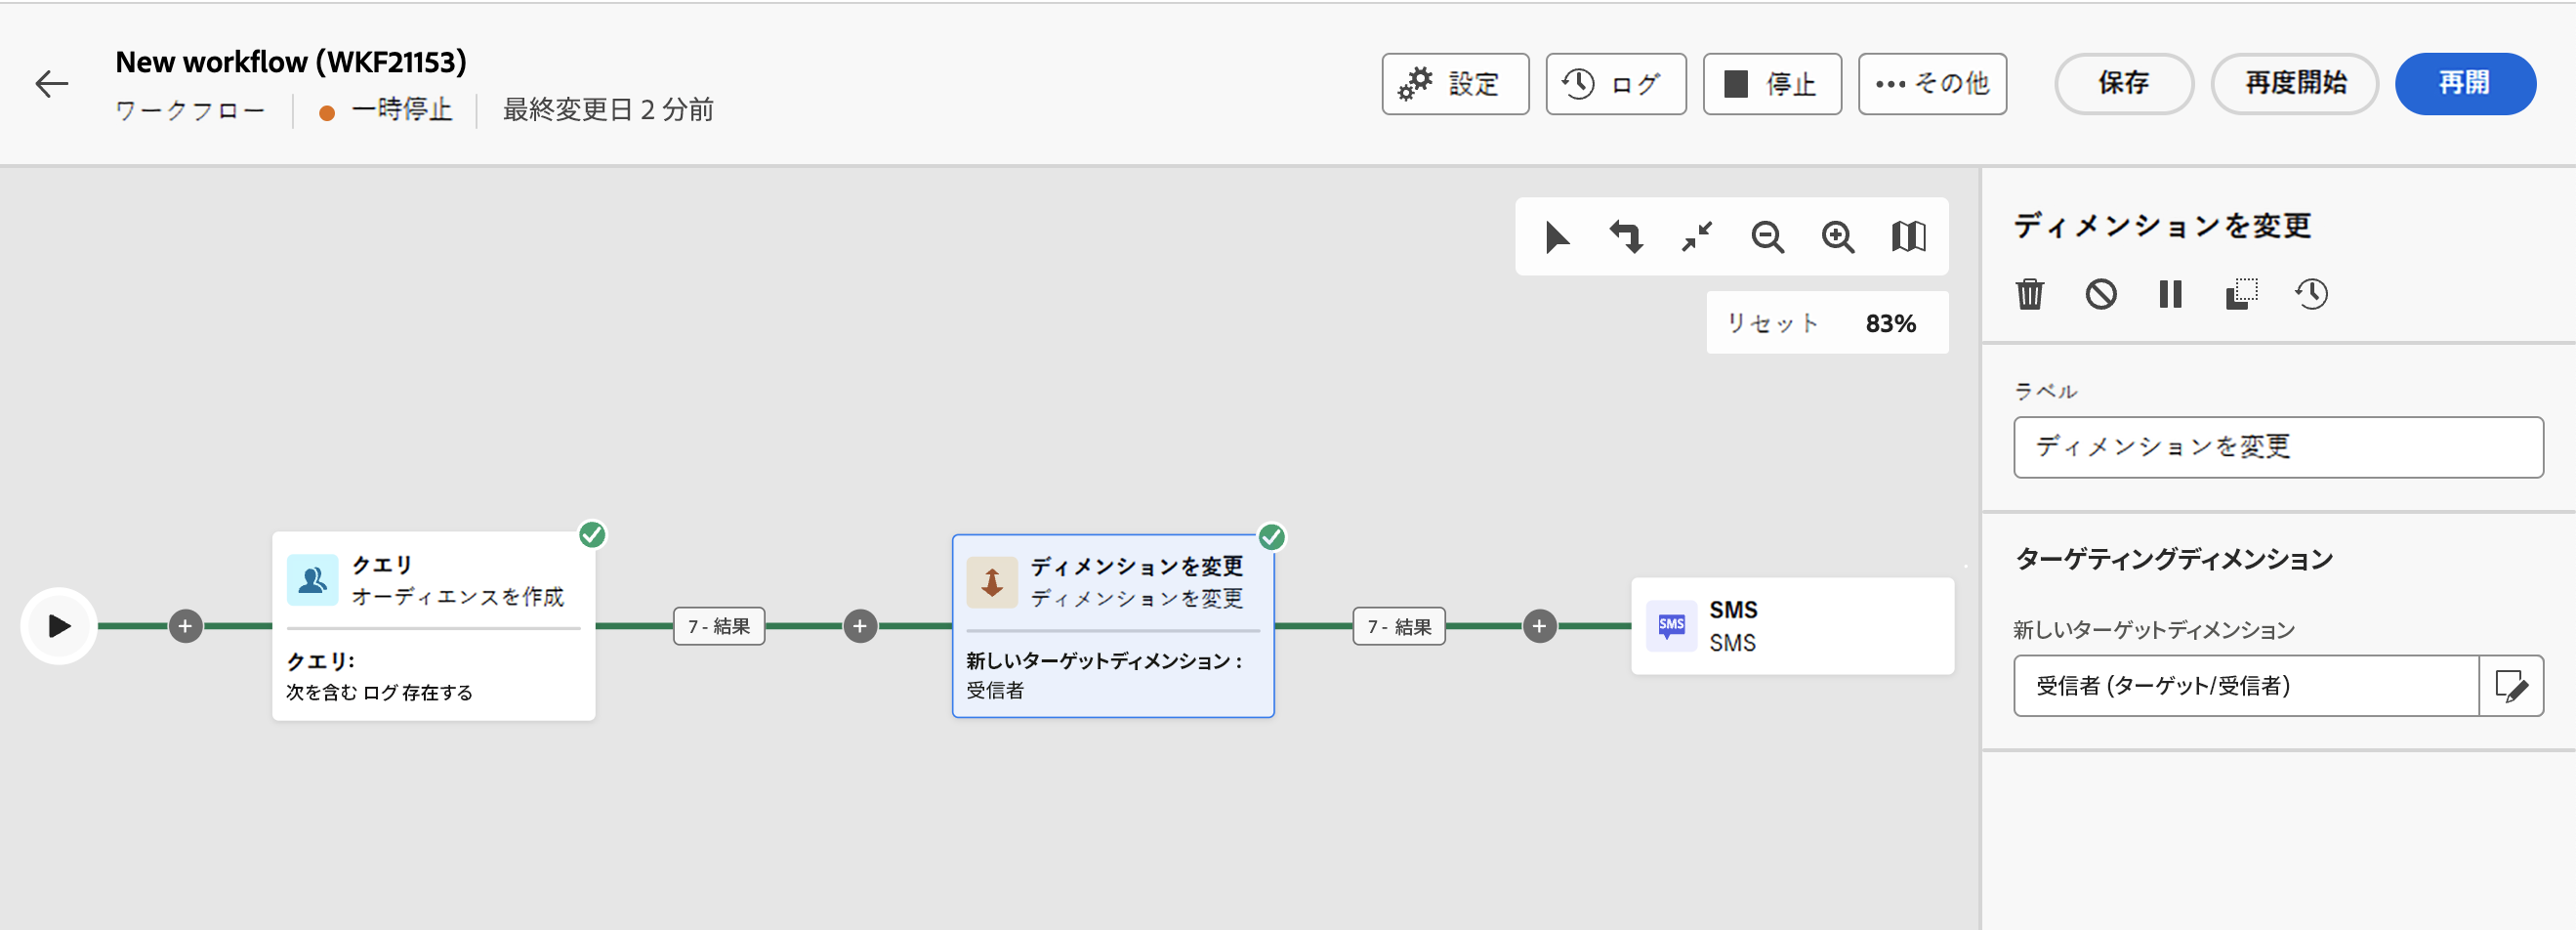 New workflow (WKF21153)
ワークフロー 一時停止 最終変更日 2 分前
設定 ログ 停止 その他 保存 再度開始 再開
リセット 83%
クエリ
オーディエンスを作成
クエリ:
次を含む ログ 存在する
7 - 結果
ディメンションを変更
ディメンションを変更
新しいターゲットディメンション :
受信者
7 - 結果
SMS
SMS
SMS
ディメンションを変更
ラベル
ディメンションを変更
ターゲティングディメンション
新しいターゲットディメンション
受信者 (ターゲット/受信者)